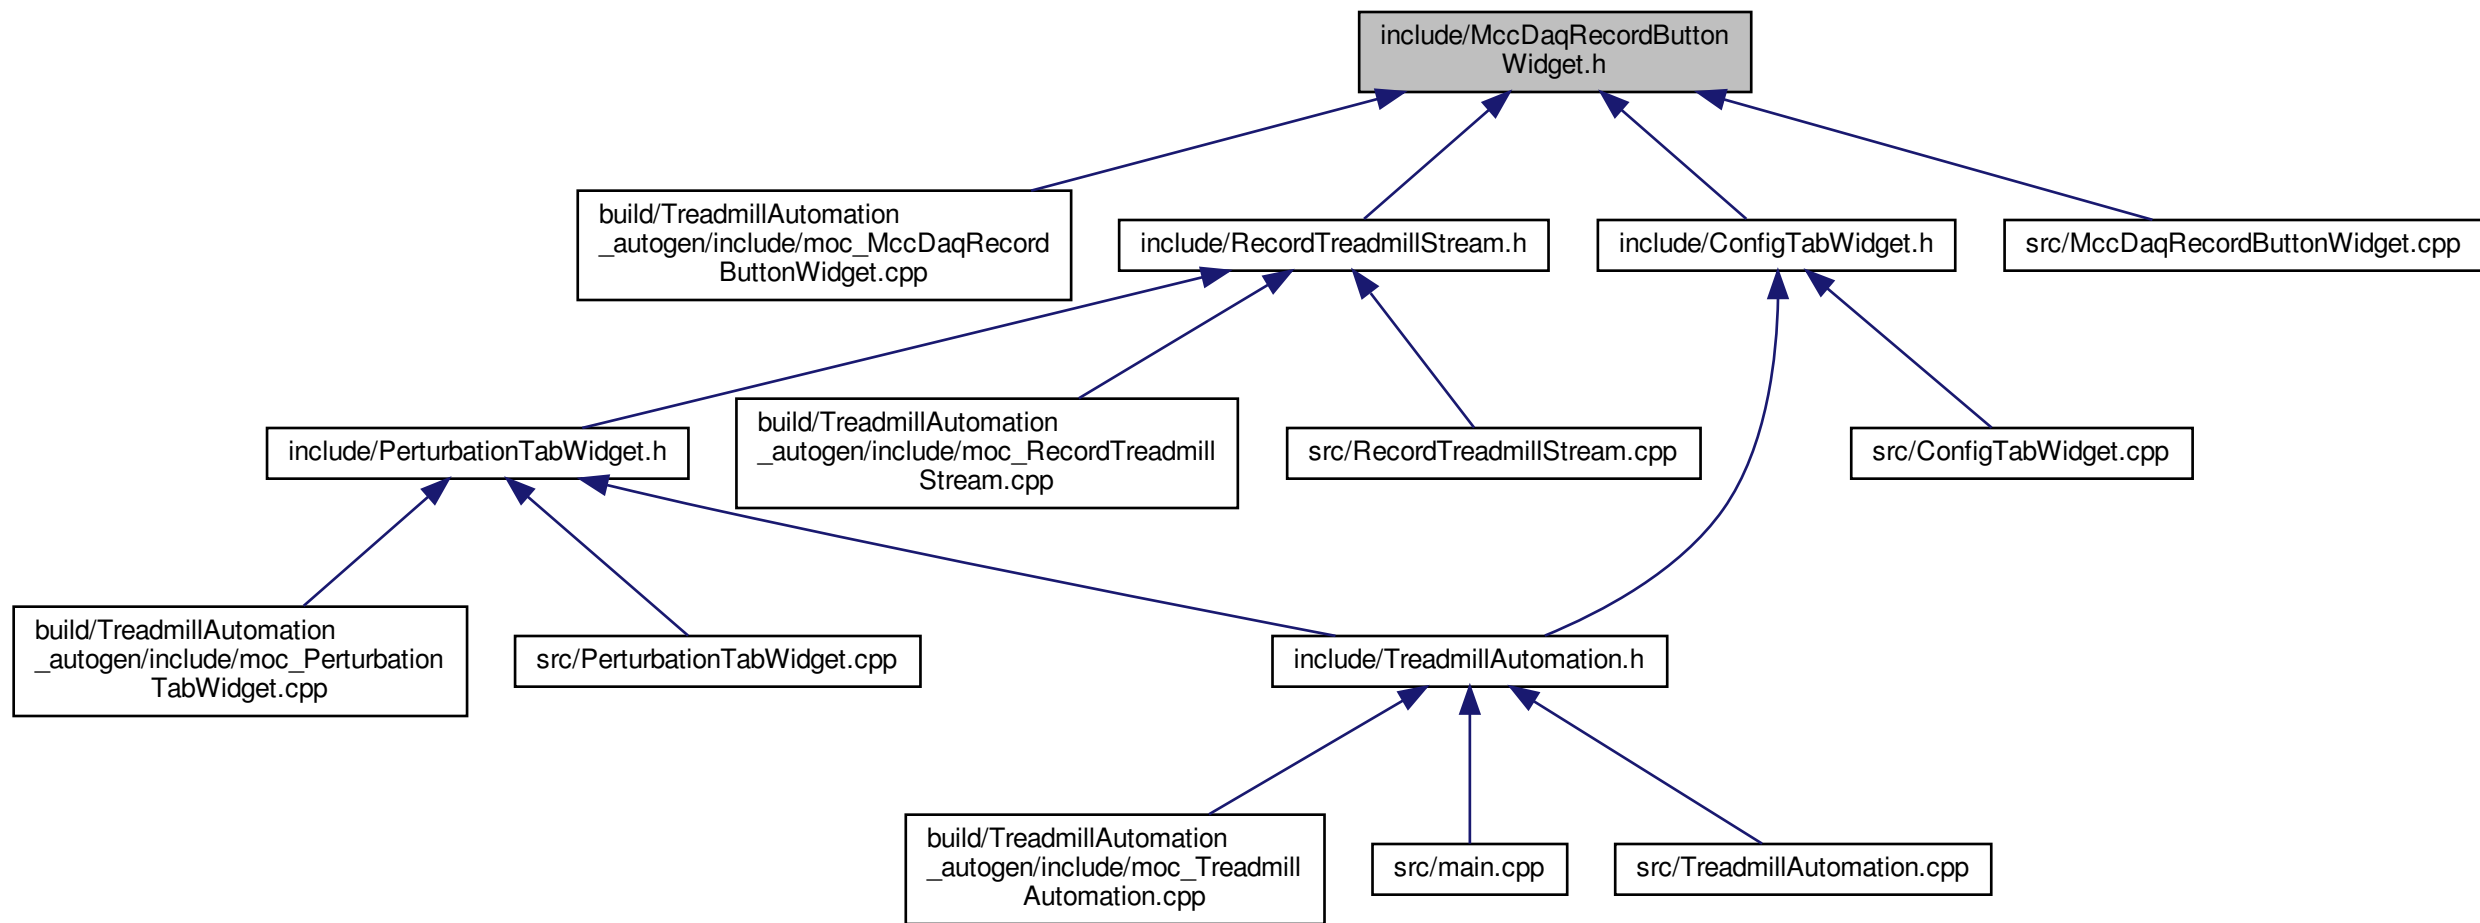 include/MccDaqRecordButton
Widget.h
build/TreadmillAutomation
_autogen/include/moc_MccDaqRecord
ButtonWidget.cpp
include/RecordTreadmillStream.h
include/ConfigTabWidget.h
src/MccDaqRecordButtonWidget.cpp
include/PerturbationTabWidget.h
build/TreadmillAutomation
_autogen/include/moc_RecordTreadmill
Stream.cpp
src/RecordTreadmillStream.cpp
src/ConfigTabWidget.cpp
build/TreadmillAutomation
_autogen/include/moc_Perturbation
TabWidget.cpp
src/PerturbationTabWidget.cpp
include/TreadmillAutomation.h
build/TreadmillAutomation
_autogen/include/moc_Treadmill
Automation.cpp
src/main.cpp
src/TreadmillAutomation.cpp